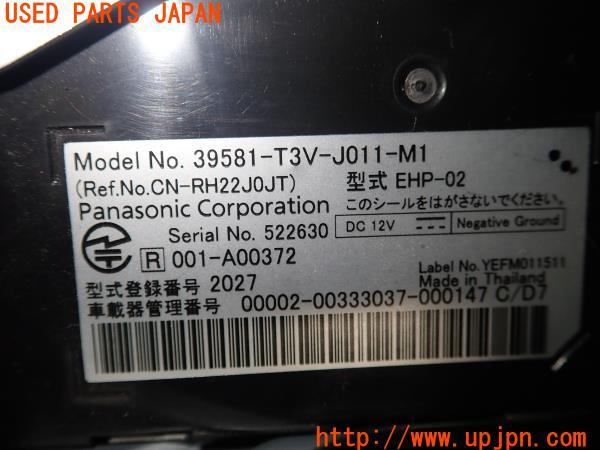 USED PARTS JAPAN
Model No. 39581-T3V-J011-M1
(Ref.No.CN-RH22J0JT) 型式 EHP-02
Panasonic Corporation このシールをはがさないでください。
Serial No. 522630 DC 12V Negative Ground
R 001-A00372
Label No.YEFM011511
型式登録番号 2027 Made in Thailand
車載器管理番号 00002-00333037-000147 C/D7
http://www.upjpn.com